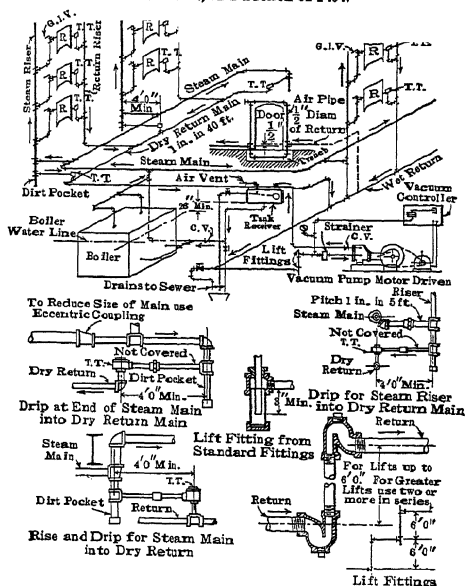 G.I.V.
T.T.
T.T.
G.I.V.
T.T.
Steam Riser
R
R
R
Return Riser
R
R
R
R
R
4'0"
Min
Steam Main
T.T.
Dry Return Main
1 in. in 40 ft.
Door
1/2"
Air Pipe
1/2" Diam
of Return
T.T.
Steam Main
T.T.
Dirt Pocket
Air Vent
Wet Return
Vacuum
Controller
Boiler
Water Line
Min.
Tank
Receiver
Strainer
C.V.
C.V.
Boiler
Lift
Fittings
Drains to Sewer
Vacuum Pump Motor Driven
To Reduce Size of Main use
Eccentric Coupling
Riser
Pitch 1 in. in 5 ft.
Steam Main
Not Covered
T.T.
Dry
Return
4'0" Min.
Not Covered
T.T.
Dry Return
Dirt Pocket
4'0" Min.
Drip at End of Steam Main
into Dry Return Main
8"
Min.
Drip for Steam Riser
into Dry Return Main
Lift Fitting from
Standard Fittings
Return
Steam
Main
4'0" Min.
T.T.
For Lifts up to
6'0". For Greater
Lifts use two or
more in series.
Dirt Pocket
Return
Return
6'0"
6'0"
Rise and Drip for Steam Main
into Dry Return
Lift Fittings